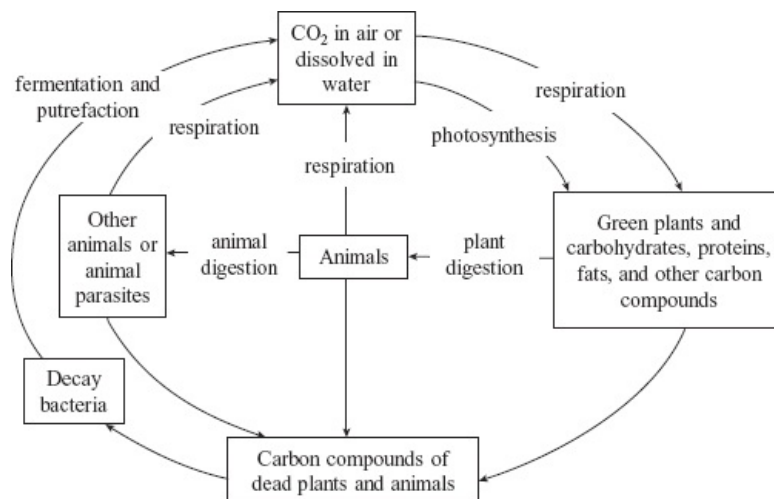 CO₂ in air or
dissolved in
water
fermentation and
putrefaction
respiration
respiration
photosynthesis
respiration
Other
animals or
animal
parasites
animal
digestion
Animals
plant
digestion
Green plants and
carbohydrates, proteins,
fats, and other carbon
compounds
Decay
bacteria
Carbon compounds of
dead plants and animals